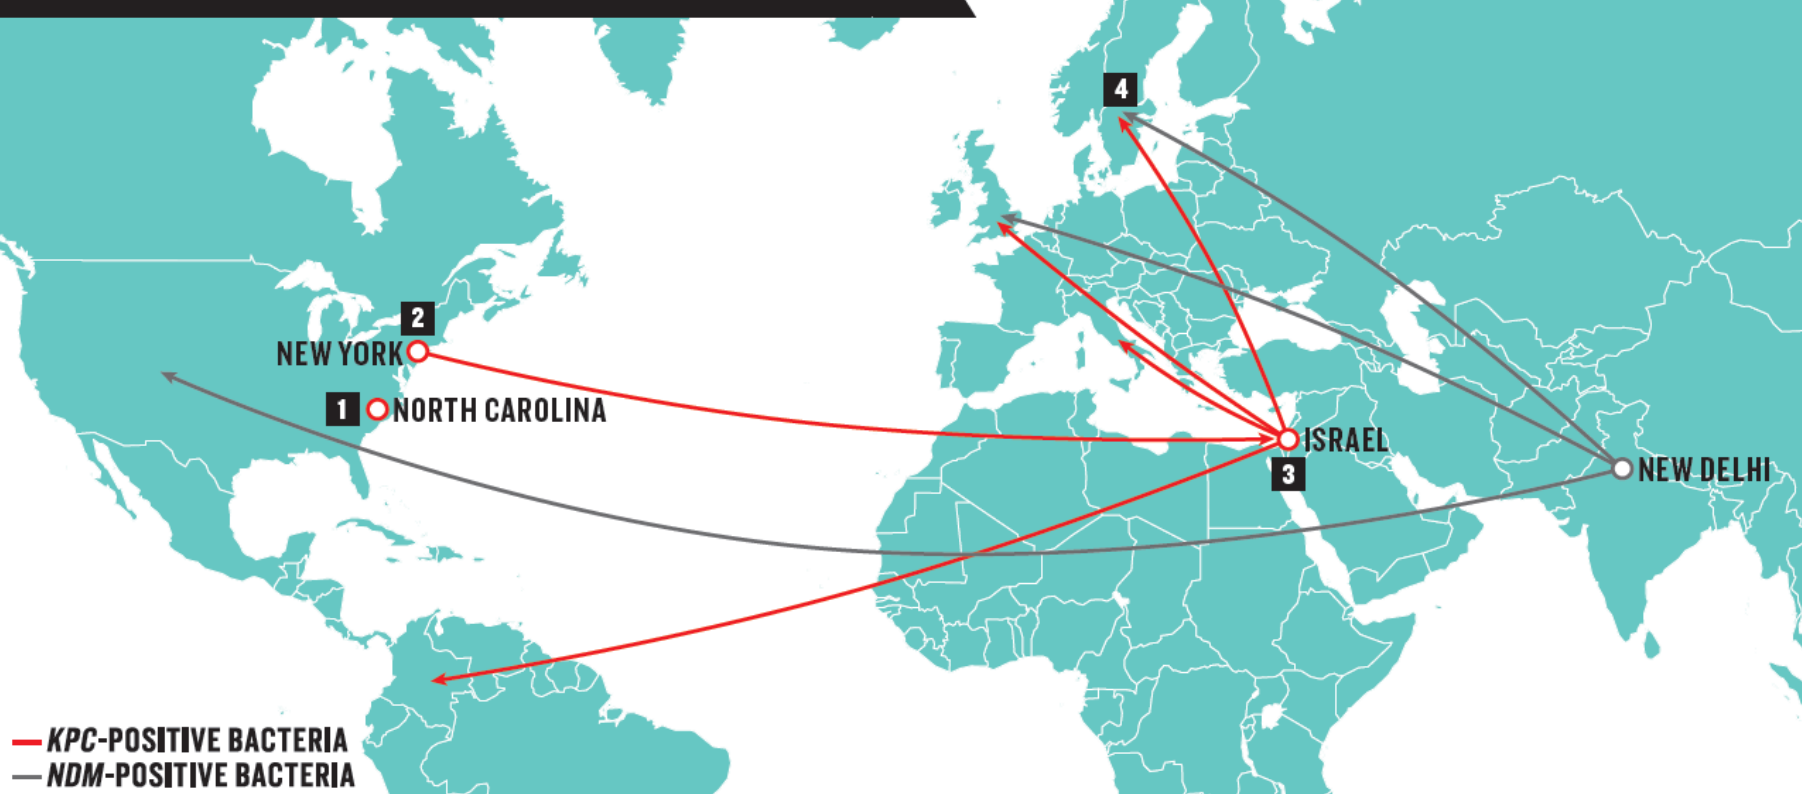 4
2
NEW YORK
1 NORTH CAROLINA
ISRAEL
3
NEW DELHI
KPC-POSITIVE BACTERIA
NDM-POSITIVE BACTERIA